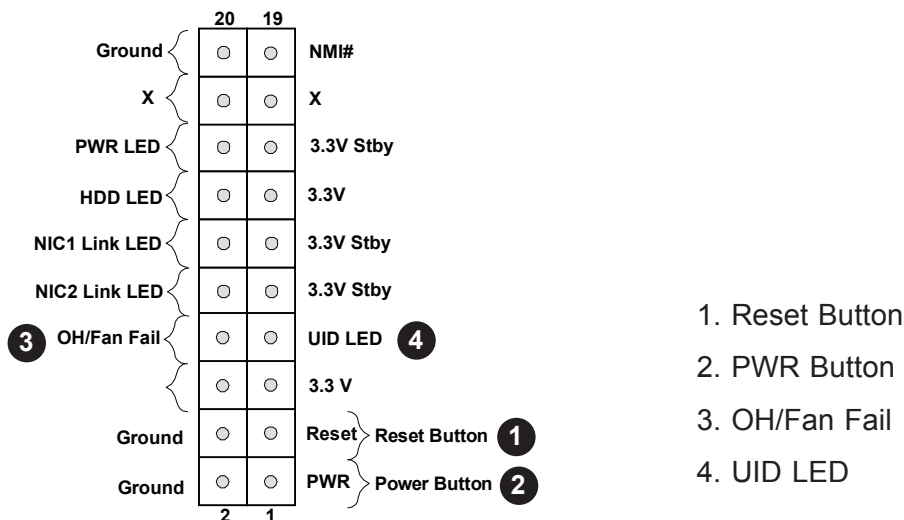 20 19
Ground NMI#
X X
PWR LED 3.3V Stby
HDD LED 3.3V
NIC1 Link LED 3.3V Stby
NIC2 Link LED 3.3V Stby
3 OH/Fan Fail UID LED 4
3.3 V
Ground Reset Reset Button 1
Ground PWR Power Button 2
2 1
1. Reset Button
2. PWR Button
3. OH/Fan Fail
4. UID LED